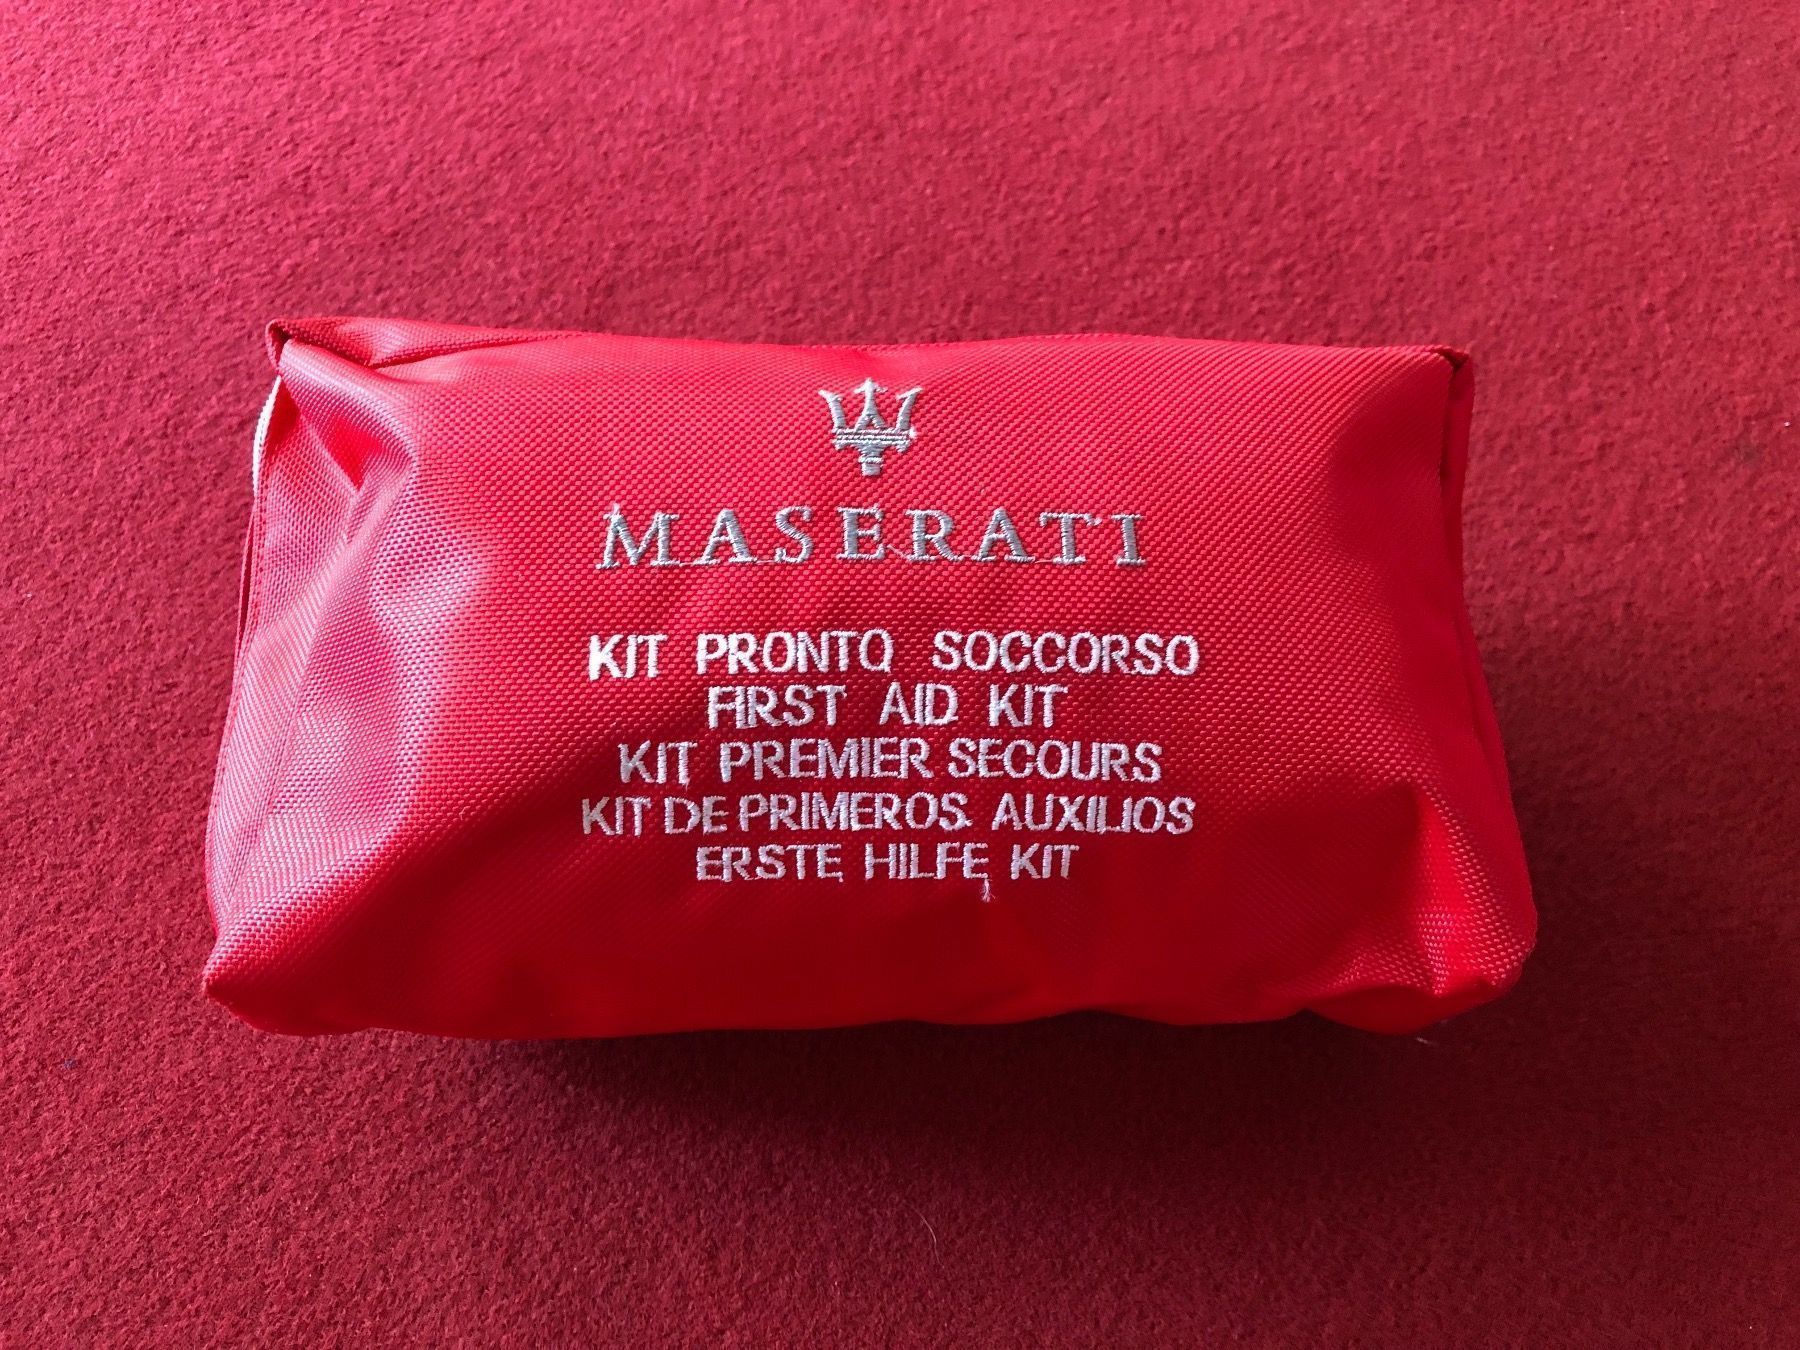 MASERATI
KIT PRONTO SOCCORSO
FIRST AID KIT
KIT PREMIER SECOURS
KIT DE PRIMEROS AUXILIOS
ERSTE HILFE KIT